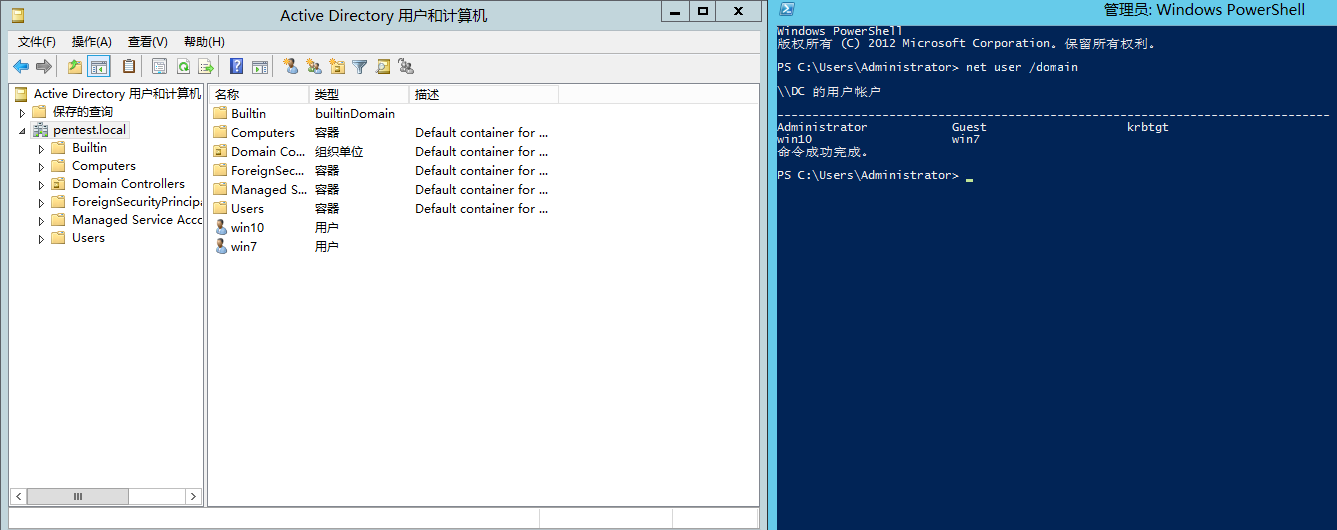 Active Directory 用户和计算机
文件(F) 操作(A) 查看(V) 帮助(H)
Active Directory 用户和计算机
保存的查询
pentest.local
Builtin
Computers
Domain Controllers
ForeignSecurityPrincipa
Managed Service Acco
Users
名称 类型 描述
Builtin builtinDomain
Computers 容器 Default container for ...
Domain Co... 组织单位 Default container for ...
ForeignSec... 容器 Default container for ...
Managed S... 容器 Default container for ...
Users 容器 Default container for ...
win10 用户
win7 用户
管理员: Windows PowerShell
Windows PowerShell
版权所有 (C) 2012 Microsoft Corporation。保留所有权利。
PS C:\Users\Administrator> net user /domain
\\DC 的用户帐户
-------------------------------------------------------------------------------
Administrator Guest krbtgt
win10 win7
命令成功完成。
PS C:\Users\Administrator> _